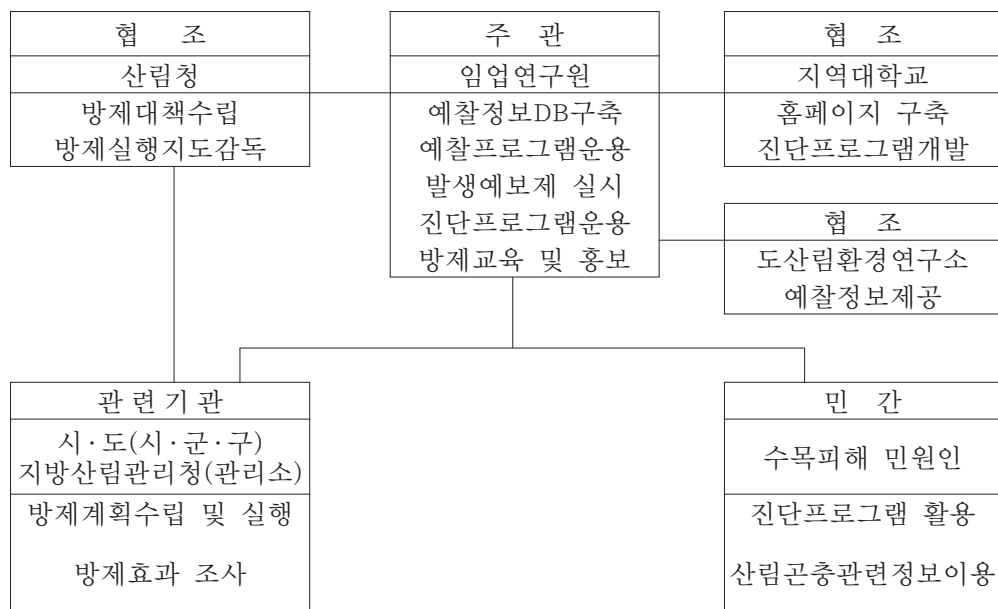 협 조
산림청
방제대책수립
방제실행지도감독
주 관
임업연구원
예찰정보DB구축
예찰프로그램운용
발생예보제 실시
진단프로그램운용
방제교육 및 홍보
협 조
지역대학교
홈페이지 구축
진단프로그램개발
협 조
도산림환경연구소
예찰정보제공
관련기관
시·도(시·군·구)
지방산림관리청(관리소)
방제계획수립 및 실행
방제효과 조사
민 간
수목피해 민원인
진단프로그램 활용
산림곤충관련정보이용